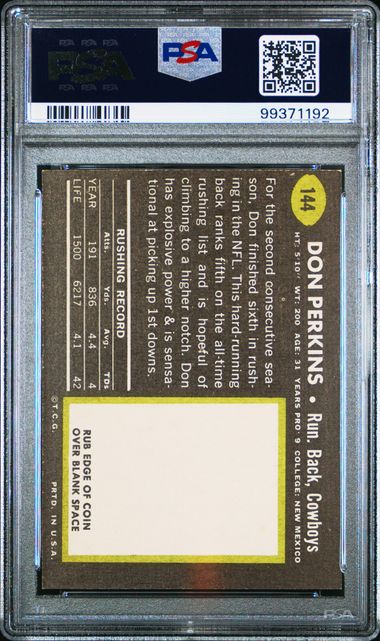 PSA
PSA
99371192
144
DON PERKINS • Run. Back, Cowboys
HT: 5'10" WT: 200 AGE: 31 YEARS PRO: 9 COLLEGE: NEW MEXICO
For the second consecutive sea-
son, Don finished sixth in rush-
ing in the NFL. This hard-running
back ranks fifth on the all-time
rushing list and is hopeful of
climbing to a higher notch. Don
has explosive power & is sensa-
tional at picking up 1st downs.
RUSHING RECORD
Atts. Yds. Avg. TDs
YEAR 191 836 4.4 4
LIFE 1500 6217 4.1 42
RUB EDGE OF COIN
OVER BLANK SPACE
©T.C.G. PRTD. IN U.S.A.
PSA